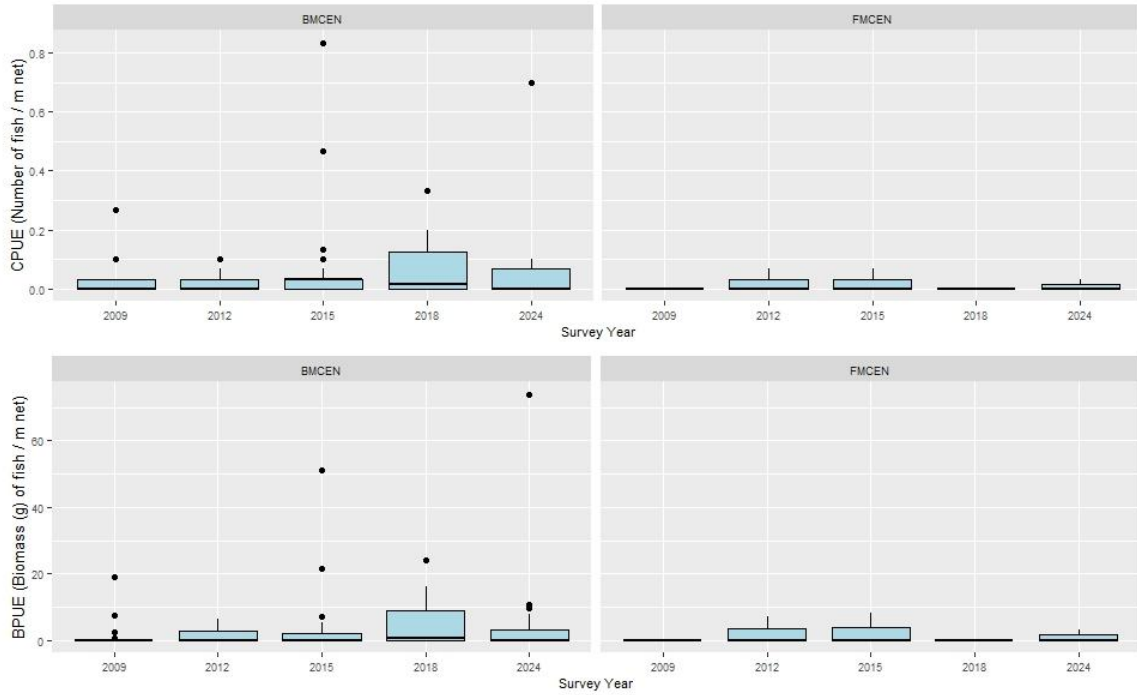 BMCEN FMCEN
CPUE (Number of fish / m net)
0.8
0.6
0.4
0.2
0.0
2009 2012 2015 2018 2024 2009 2012 2015 2018 2024
Survey Year
BMCEN FMCEN
BPUE (Biomass (g) of fish / m net)
60
40
20
0
2009 2012 2015 2018 2024 2009 2012 2015 2018 2024
Survey Year